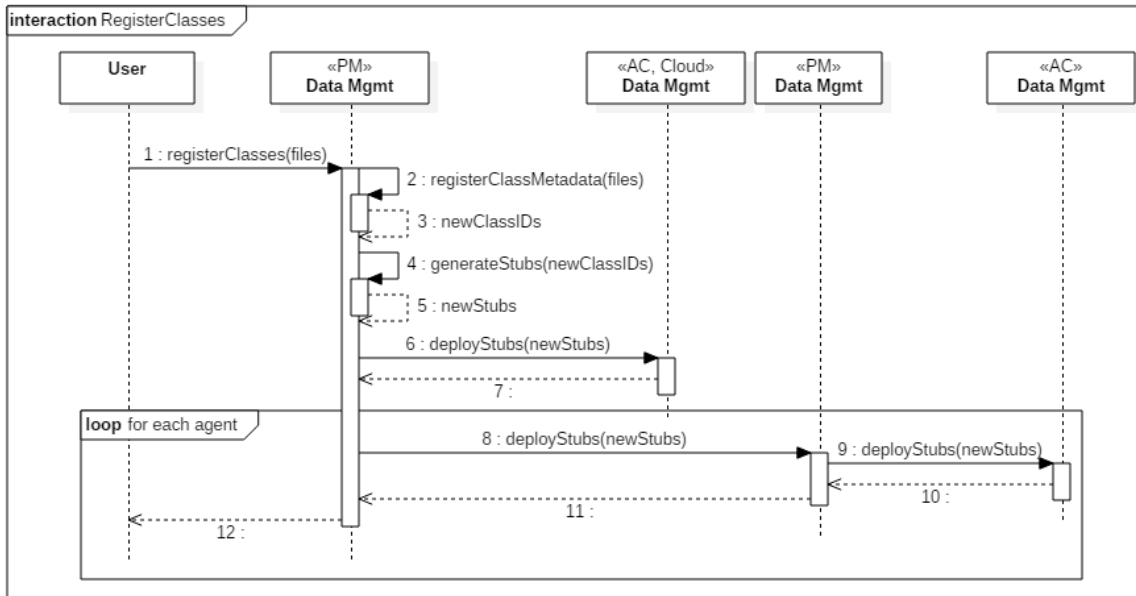 interaction RegisterClasses
User
«PM»
Data Mgmt
«AC, Cloud»
Data Mgmt
«PM»
Data Mgmt
«AC»
Data Mgmt
1 : registerClasses(files)
2 : registerClassMetadata(files)
3 : newClassIDs
4 : generateStubs(newClassIDs)
5 : newStubs
6 : deployStubs(newStubs)
7 :
loop for each agent
8 : deployStubs(newStubs)
9 : deployStubs(newStubs)
10 :
11 :
12 :